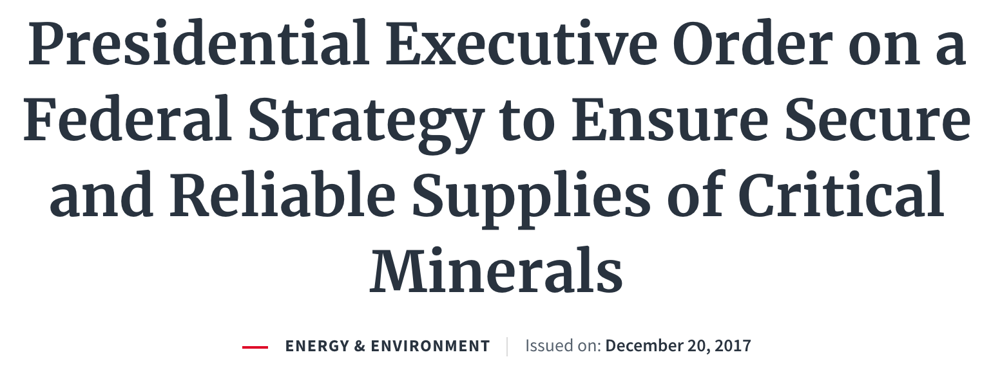 Presidential Executive Order on a
Federal Strategy to Ensure Secure
and Reliable Supplies of Critical
Minerals
ENERGY & ENVIRONMENT | Issued on: December 20, 2017